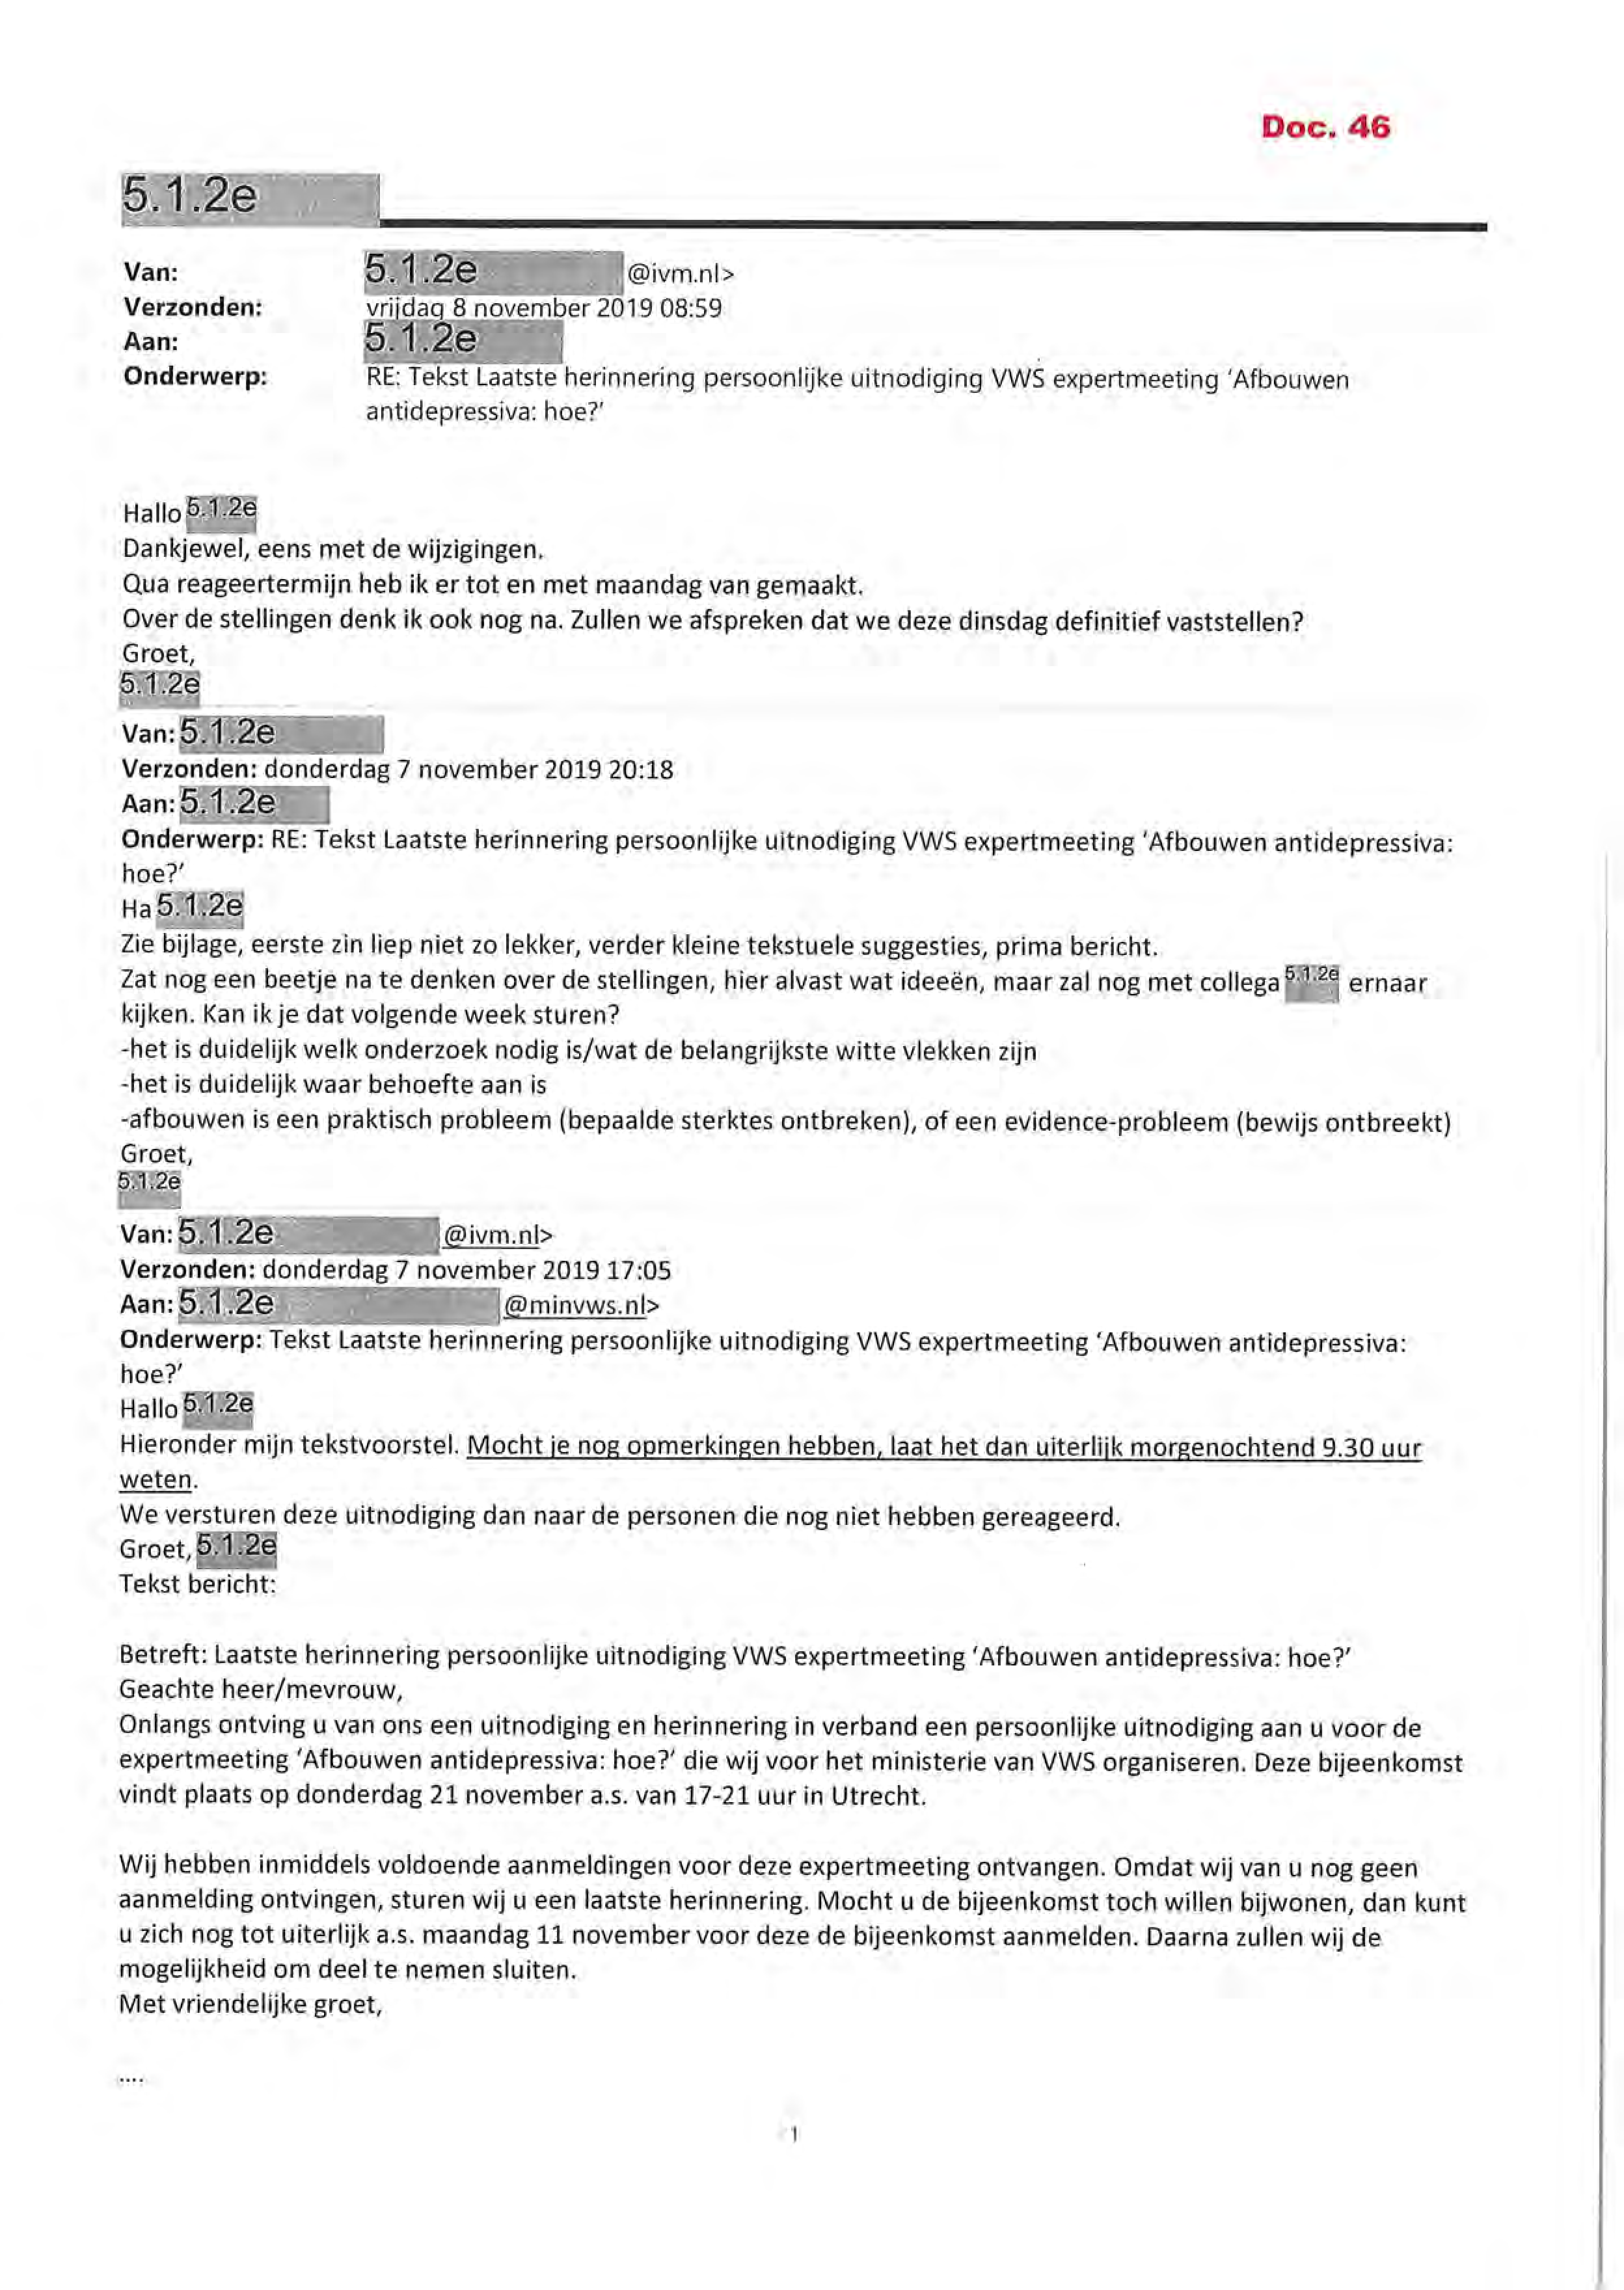 Doc. 46
5.1.2e
Van: 5.1.2e @ivm.nl>
Verzonden: vrijdag 8 november 2019 08:59
Aan: 5.1.2e
Onderwerp: RE: Tekst Laatste herinnering persoonlijke uitnodiging VWS expertmeeting ‘Afbouwen
antidepressiva: hoe?’
Hallo 5.1.2e
Dankjewel, eens met de wijzigingen.
Qua reageertermijn heb ik er tot en met maandag van gemaakt.
Over de stellingen denk ik ook nog na. Zullen we afspreken dat we deze dinsdag definitief vaststellen?
Groet,
5.1.2e
Van: 5.1.2e
Verzonden: donderdag 7 november 2019 20:18
Aan: 5.1.2e
Onderwerp: RE: Tekst Laatste herinnering persoonlijke uitnodiging VWS expertmeeting ‘Afbouwen antidepressiva:
hoe?’
Ha 5.1.2e
Zie bijlage, eerste zin liep niet zo lekker, verder kleine tekstuele suggesties, prima bericht.
Zat nog een beetje na te denken over de stellingen, hier alvast wat ideeën, maar zal nog met collega 5.1.2e ernaar
kijken. Kan ik je dat volgende week sturen?
-het is duidelijk welk onderzoek nodig is/wat de belangrijkste witte vlekken zijn
-het is duidelijk waar behoefte aan is
-afbouwen is een praktisch probleem (bepaalde sterktes ontbreken), of een evidence-probleem (bewijs ontbreekt)
Groet,
5.1.2e
Van: 5.1.2e @ivm.nl>
Verzonden: donderdag 7 november 2019 17:05
Aan: 5.1.2e @minvws.nl>
Onderwerp: Tekst Laatste herinnering persoonlijke uitnodiging VWS expertmeeting ‘Afbouwen antidepressiva:
hoe?’
Hallo 5.1.2e
Hieronder mijn tekstvoorstel. Mocht je nog opmerkingen hebben, laat het dan uiterlijk morgenochtend 9.30 uur
weten.
We versturen deze uitnodiging dan naar de personen die nog niet hebben gereageerd.
Groet, 5.1.2e
Tekst bericht:
Betreft: Laatste herinnering persoonlijke uitnodiging VWS expertmeeting ‘Afbouwen antidepressiva: hoe?’
Geachte heer/mevrouw,
Onlangs ontving u van ons een uitnodiging en herinnering in verband een persoonlijke uitnodiging aan u voor de
expertmeeting ‘Afbouwen antidepressiva: hoe?’ die wij voor het ministerie van VWS organiseren. Deze bijeenkomst
vindt plaats op donderdag 21 november a.s. van 17-21 uur in Utrecht.
Wij hebben inmiddels voldoende aanmeldingen voor deze expertmeeting ontvangen. Omdat wij van u nog geen
aanmelding ontvingen, sturen wij u een laatste herinnering. Mocht u de bijeenkomst toch willen bijwonen, dan kunt
u zich nog tot uiterlijk a.s. maandag 11 november voor deze de bijeenkomst aanmelden. Daarna zullen wij de
mogelijkheid om deel te nemen sluiten.
Met vriendelijke groet,
....
1